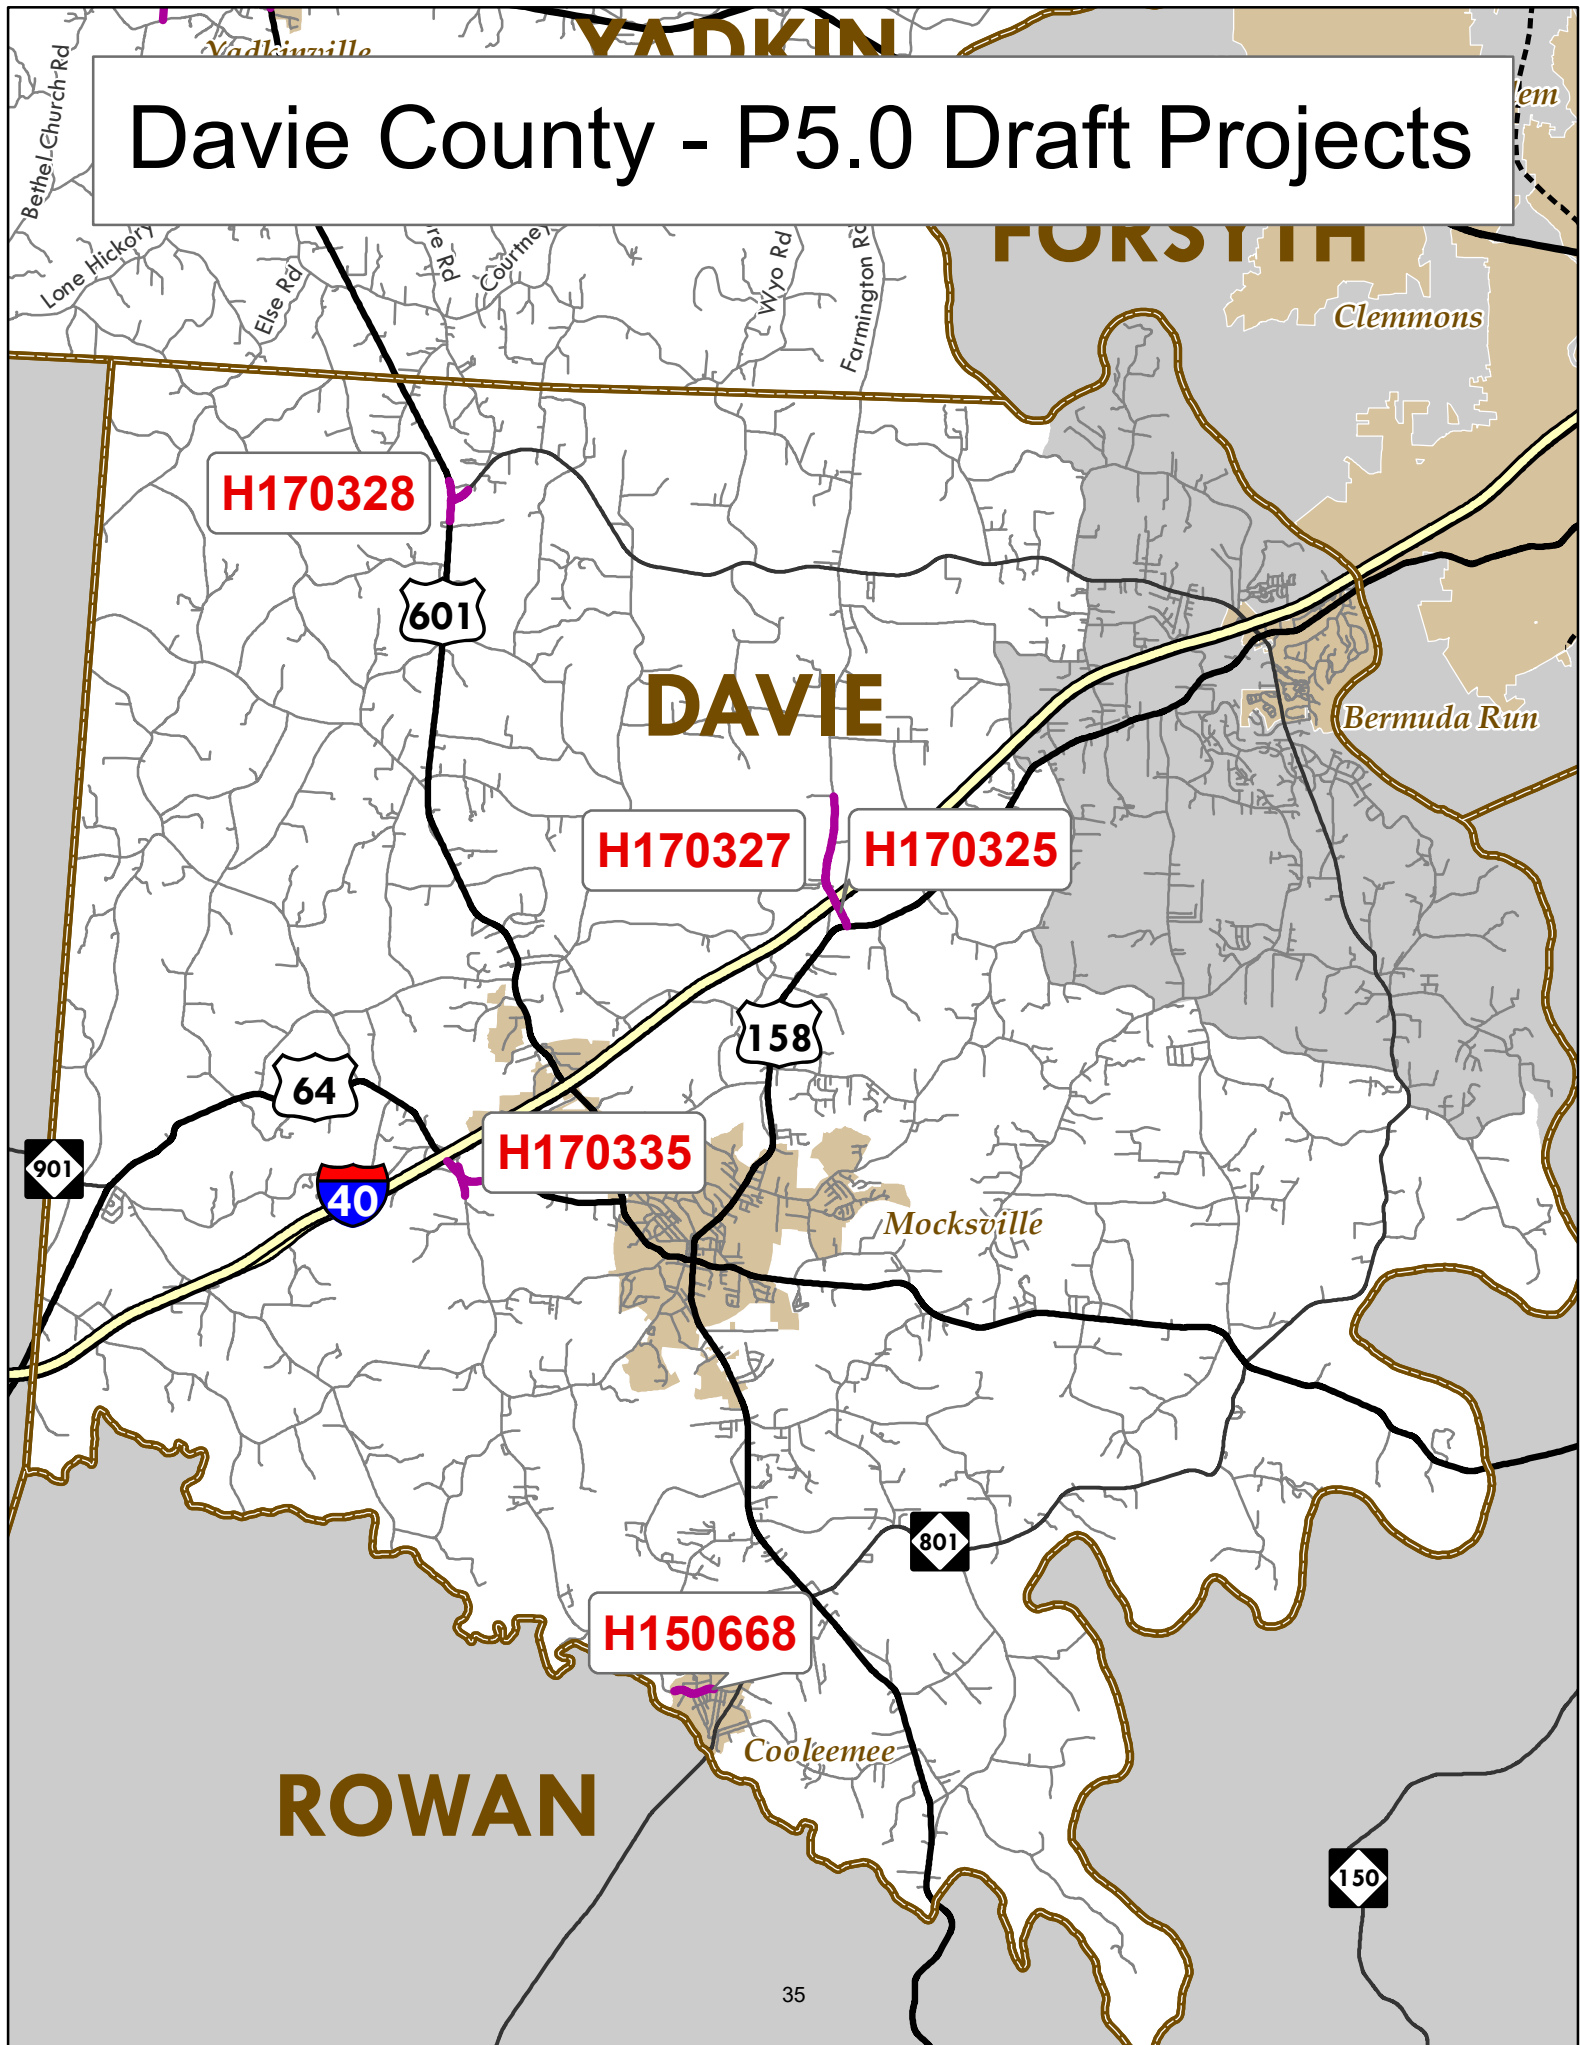 YADKIN
Yadkinville
Bethel Church Rd
Davie County - P5.0 Draft Projects
FORSYTH
Lone Hickory
Else Rd
Courtney
Wyo Rd
Farmington Rd
Clemmons
H170328
601
DAVIE
Bermuda Run
H170327
H170325
158
64
901
40
H170335
Mocksville
801
H150668
Cooleemee
ROWAN
150
35